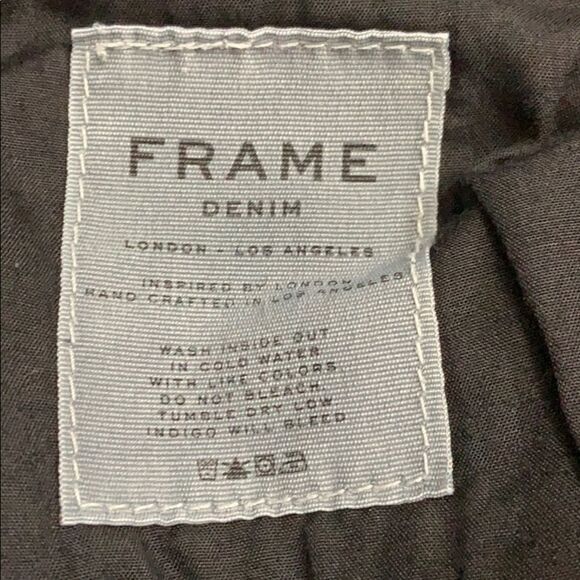 FRAME
DENIM
LONDON - LOS ANGELES
INSPIRED BY LONDON
HAND CRAFTED IN LOS ANGELES
WASH INSIDE OUT
IN COLD WATER
WITH LIKE COLORS.
DO NOT BLEACH.
TUMBLE DRY LOW
INDIGO WILL BLEED